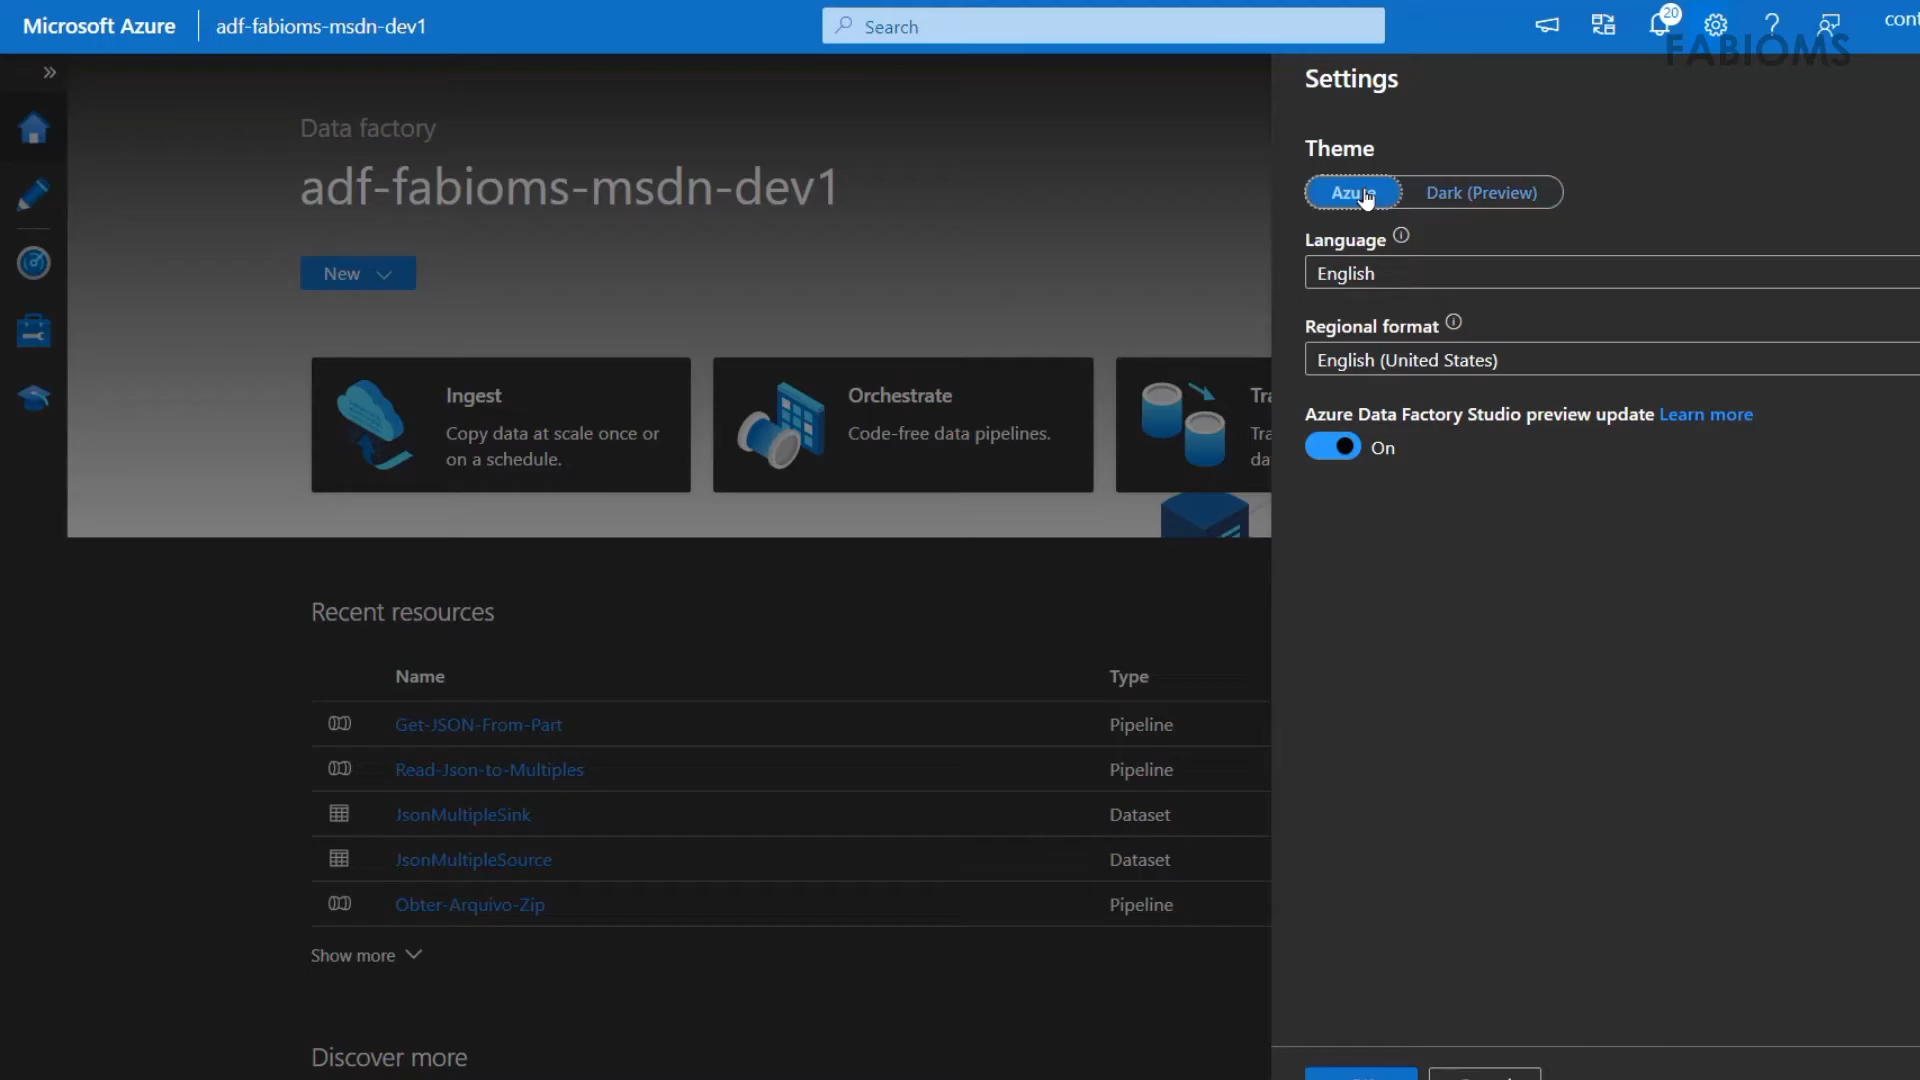 Microsoft Azure
adf-fabioms-msdn-dev1
Search
20
FABIOMS
Settings
Theme
Azure
Dark (Preview)
Language
English
Regional format
English (United States)
Azure Data Factory Studio preview update Learn more
On
Data factory
adf-fabioms-msdn-dev1
New
Ingest
Copy data at scale once or
on a schedule.
Orchestrate
Code-free data pipelines.
Recent resources
Name
Type
Get-JSON-From-Part
Pipeline
Read-Json-to-Multiples
Pipeline
JsonMultipleSink
Dataset
JsonMultipleSource
Dataset
Obter-Arquivo-Zip
Pipeline
Show more
Discover more